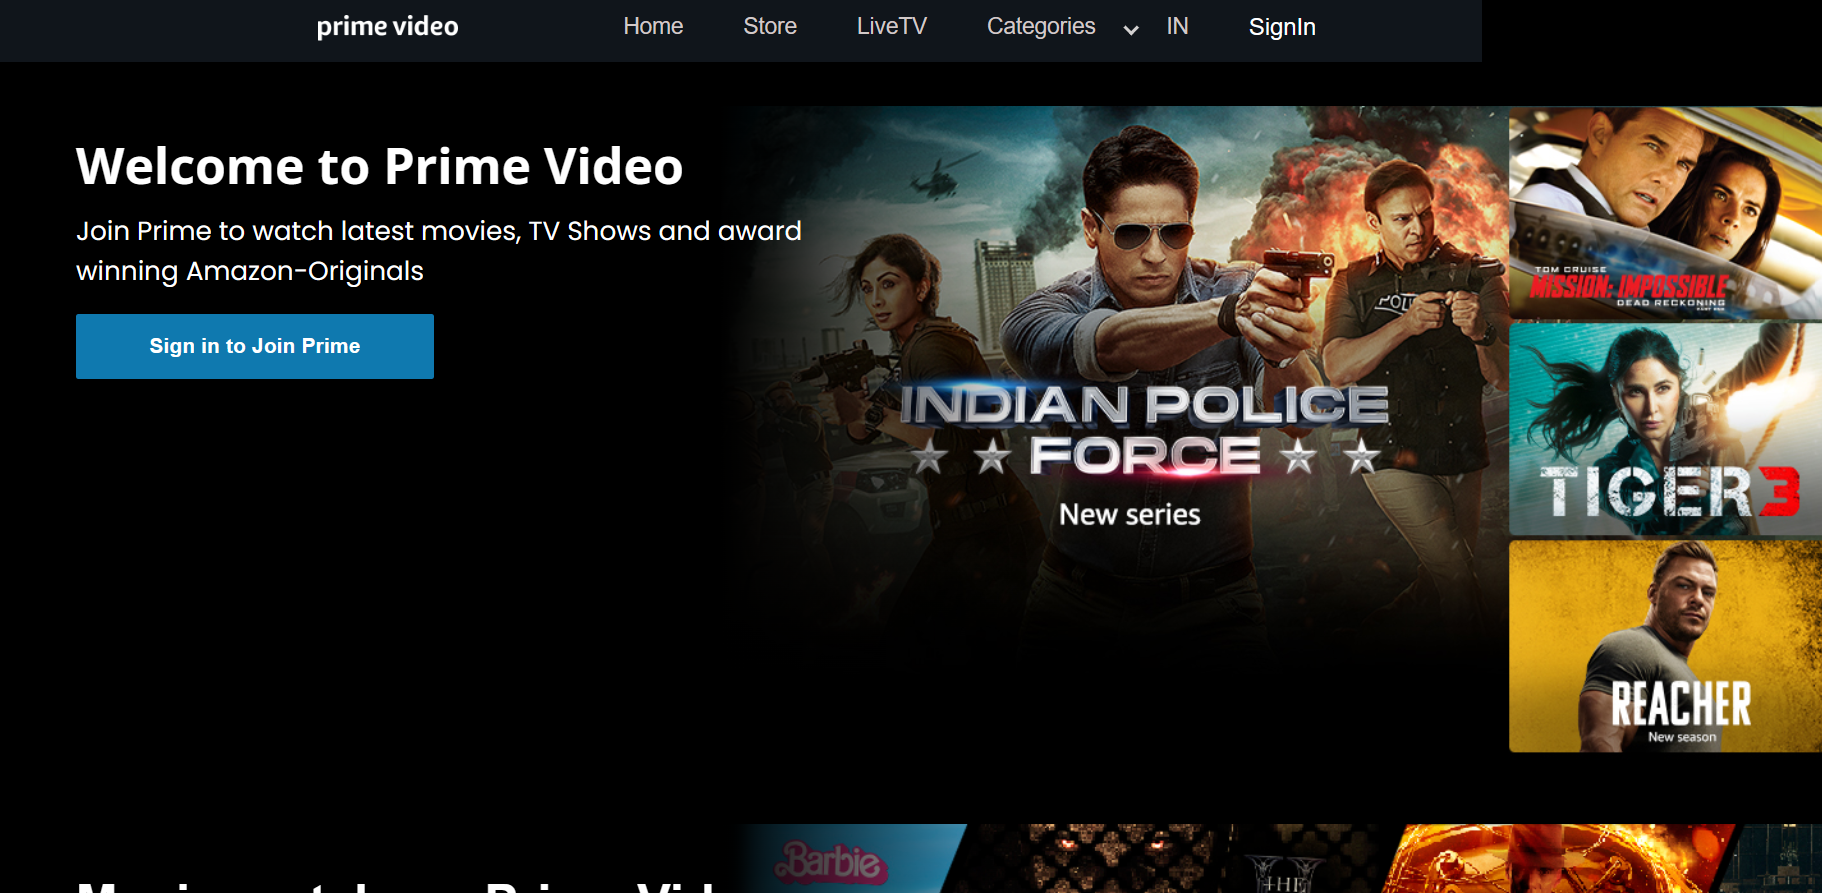 prime video
Home
Store
LiveTV
Categories
IN
SignIn
Welcome to Prime Video
Join Prime to watch latest movies, TV Shows and award
winning Amazon-Originals
Sign in to Join Prime
INDIAN POLICE
FORCE
New series
TOM CRUISE
MISSION: IMPOSSIBLE
DEAD RECKONING
TIGER 3
REACHER
New season
Barbie
THE